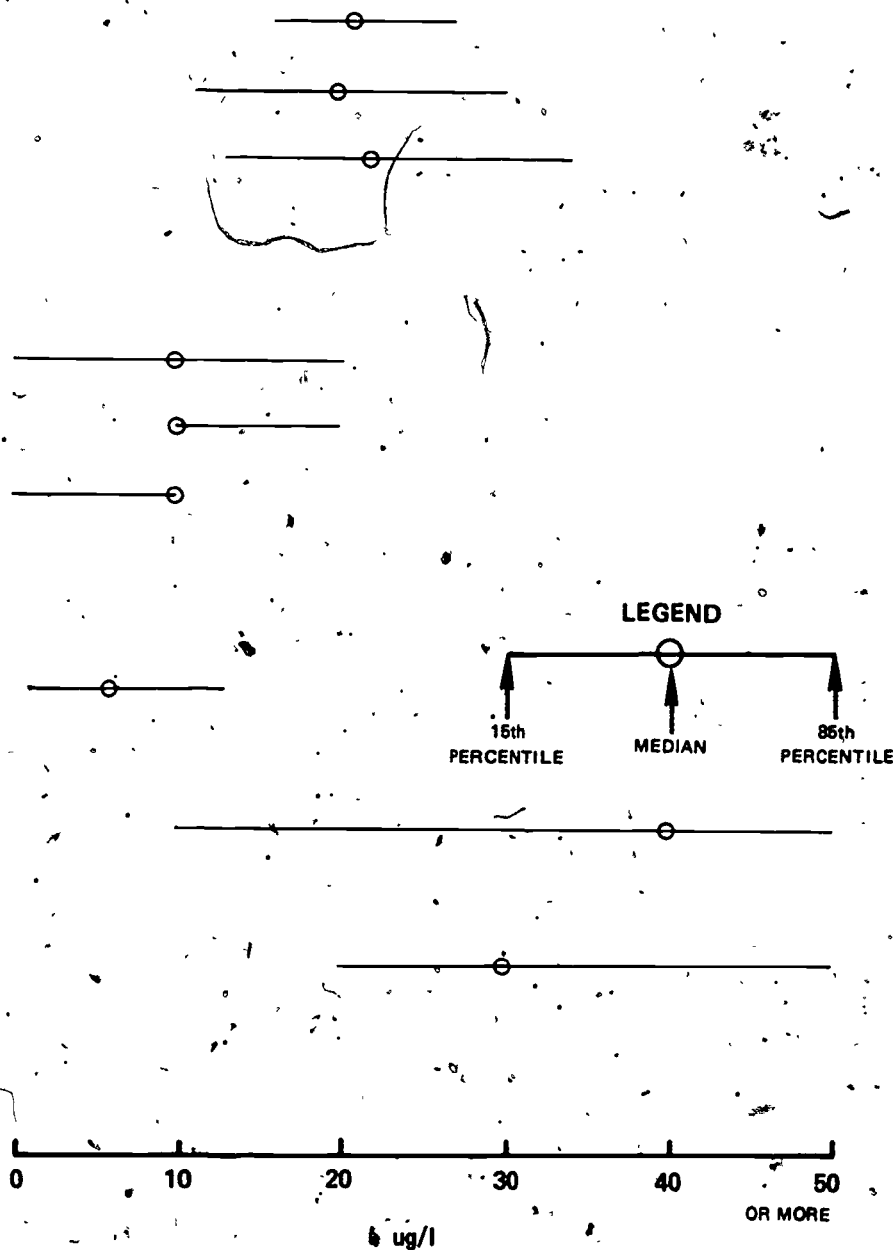 LEGEND
15th
PERCENTILE
MEDIAN
85th
PERCENTILE
0 10 20 30 40 50
OR MORE
ug/l